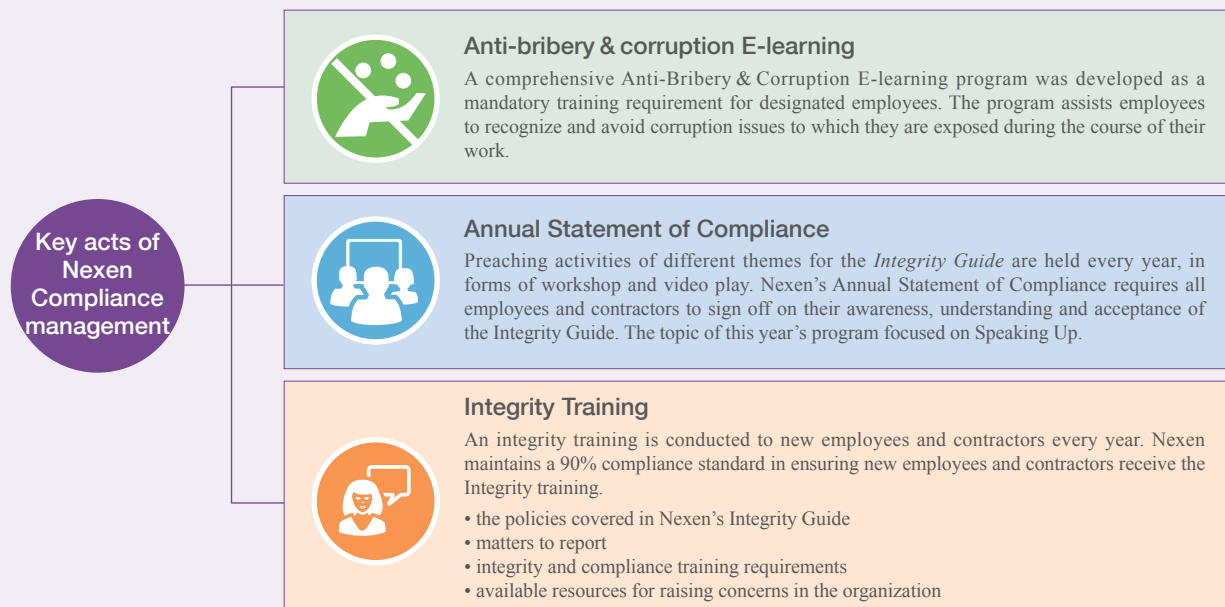 Key acts of
Nexen
Compliance
management
Anti-bribery & corruption E-learning
A comprehensive Anti-Bribery & Corruption E-learning program was developed as a
mandatory training requirement for designated employees. The program assists employees
to recognize and avoid corruption issues to which they are exposed during the course of their
work.
Annual Statement of Compliance
Preaching activities of different themes for the Integrity Guide are held every year, in
forms of workshop and video play. Nexen's Annual Statement of Compliance requires all
employees and contractors to sign off on their awareness, understanding and acceptance of
the Integrity Guide. The topic of this year's program focused on Speaking Up.
Integrity Training
An integrity training is conducted to new employees and contractors every year. Nexen
maintains a 90% compliance standard in ensuring new employees and contractors receive the
Integrity training.
• the policies covered in Nexen's Integrity Guide
• matters to report
• integrity and compliance training requirements
• available resources for raising concerns in the organization